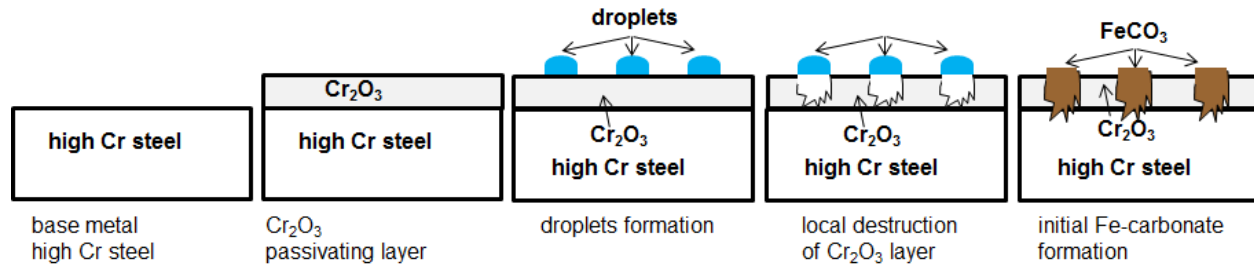 high Cr steel
base metal
high Cr steel
Cr₂O₃
high Cr steel
Cr₂O₃
passivating layer
droplets
Cr₂O₃
high Cr steel
droplets formation
droplets
Cr₂O₃
high Cr steel
local destruction
of Cr₂O₃ layer
FeCO₃
Cr₂O₃
high Cr steel
initial Fe-carbonate
formation